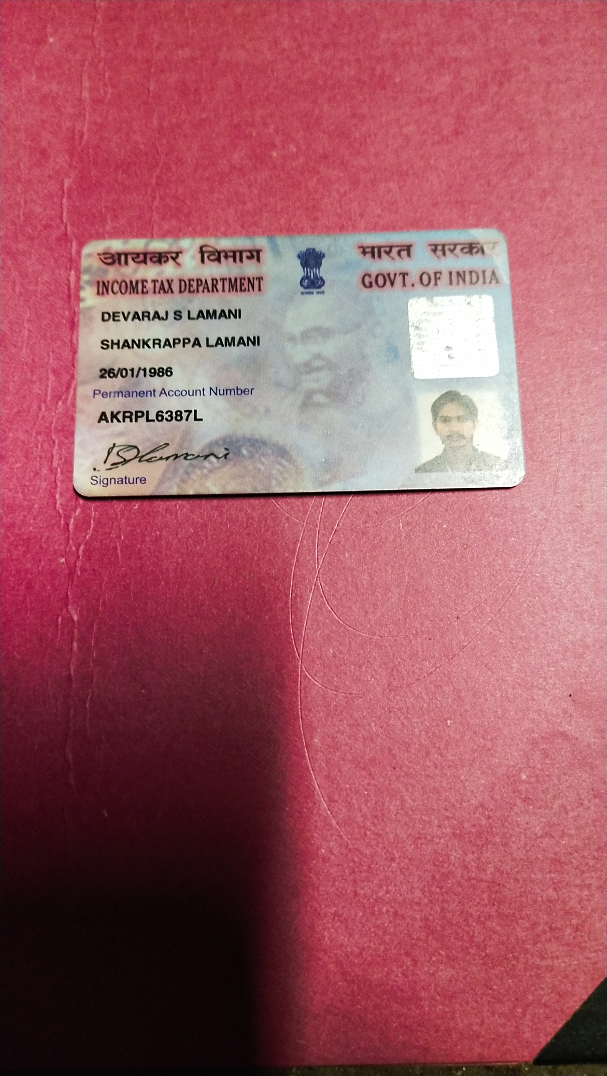 आयकर विभाग
INCOME TAX DEPARTMENT
भारत सरकार
GOVT. OF INDIA
DEVARAJ S LAMANI
SHANKRAPPA LAMANI
26/01/1986
Permanent Account Number
AKRPL6387L
Signature